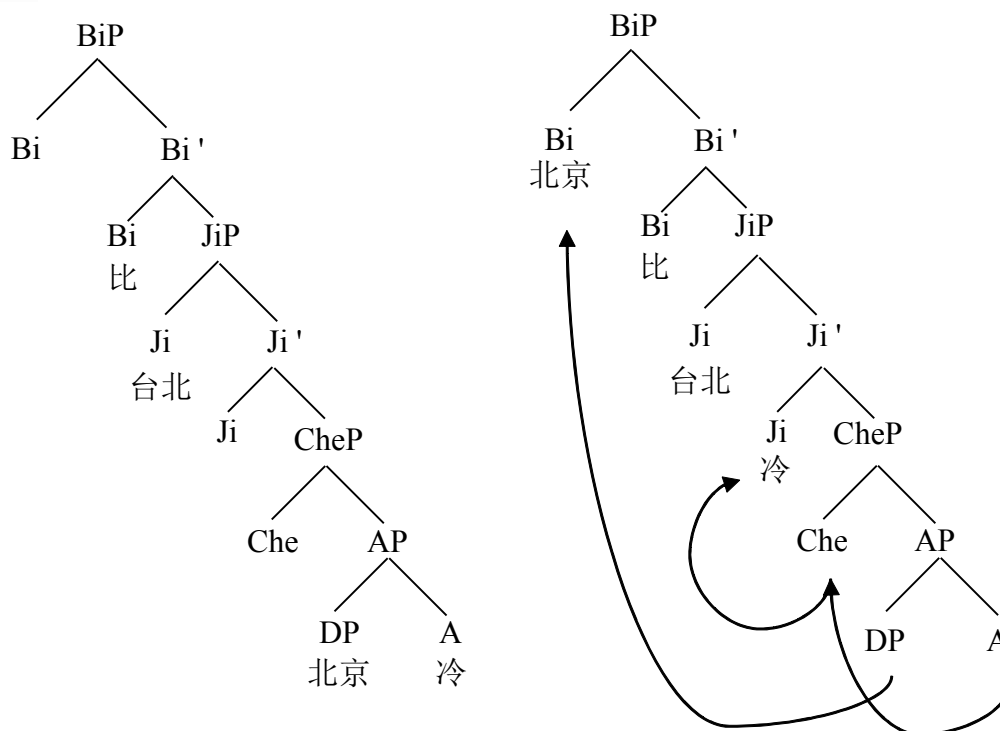 BiP
Bi
Bi '
Bi
比
JiP
Ji
台北
Ji '
Ji
CheP
Che
AP
DP
北京
A
冷
BiP
Bi
北京
Bi '
Bi
比
JiP
Ji
台北
Ji '
Ji
冷
CheP
Che
AP
DP
A